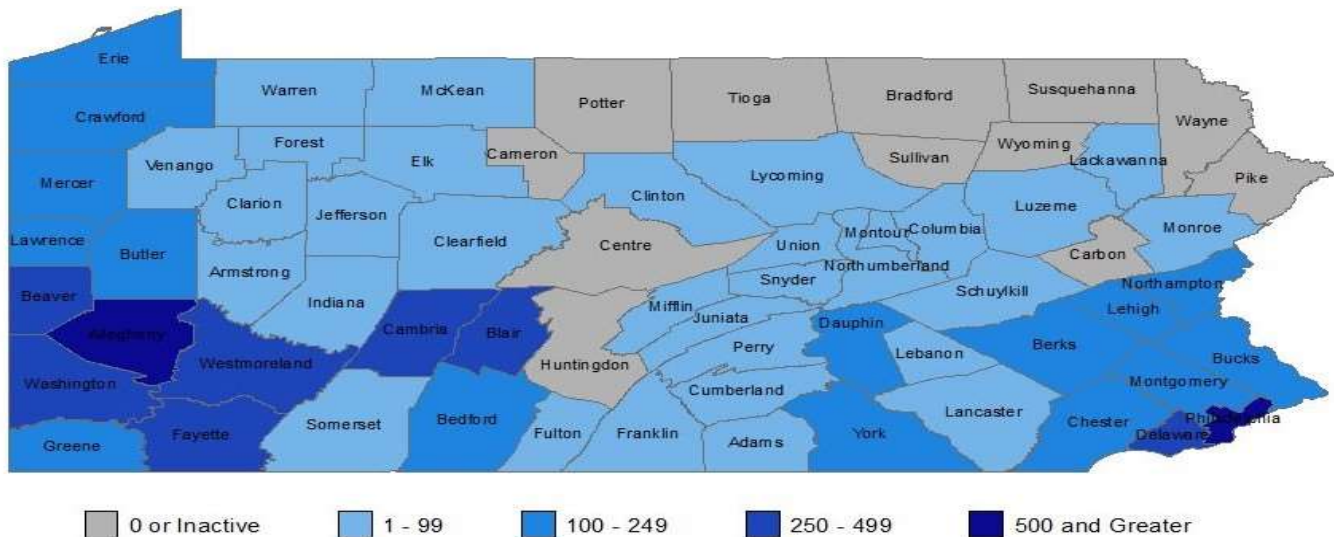 Erie
Warren
McKean
Potter
Tioga
Bradford
Susquehanna
Wayne
Crawford
Forest
Cameron
Sullivan
Wyoming
Lackawanna
Venango
Elk
Pike
Mercer
Lycoming
Clinton
Clarion
Jefferson
Luzerne
Lawrence
Butler
Clearfield
Centre
Union
Montour
Columbia
Monroe
Armstrong
Carbon
Northumberland
Snyder
Beaver
Indiana
Schuylkill
Northampton
Mifflin
Juniata
Lehigh
Allegheny
Cambria
Blair
Dauphin
Perry
Lebanon
Berks
Bucks
Westmoreland
Huntingdon
Washington
Cumberland
Montgomery
Lancaster
Somerset
Bedford
Chester
Philadelphia
Fayette
Greene
Fulton
Franklin
Adams
York
Delaware
0 or Inactive
1 - 99
100 - 249
250 - 499
500 and Greater